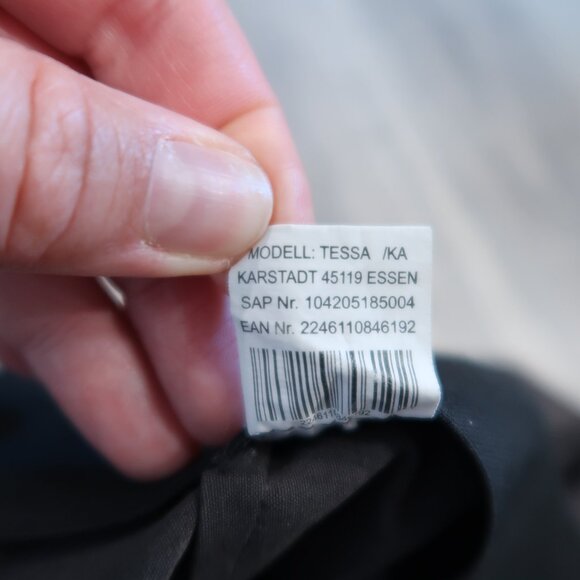 MODELL: TESSA /KA
KARSTADT 45119 ESSEN
SAP Nr. 104205185004
EAN Nr. 2246110846192